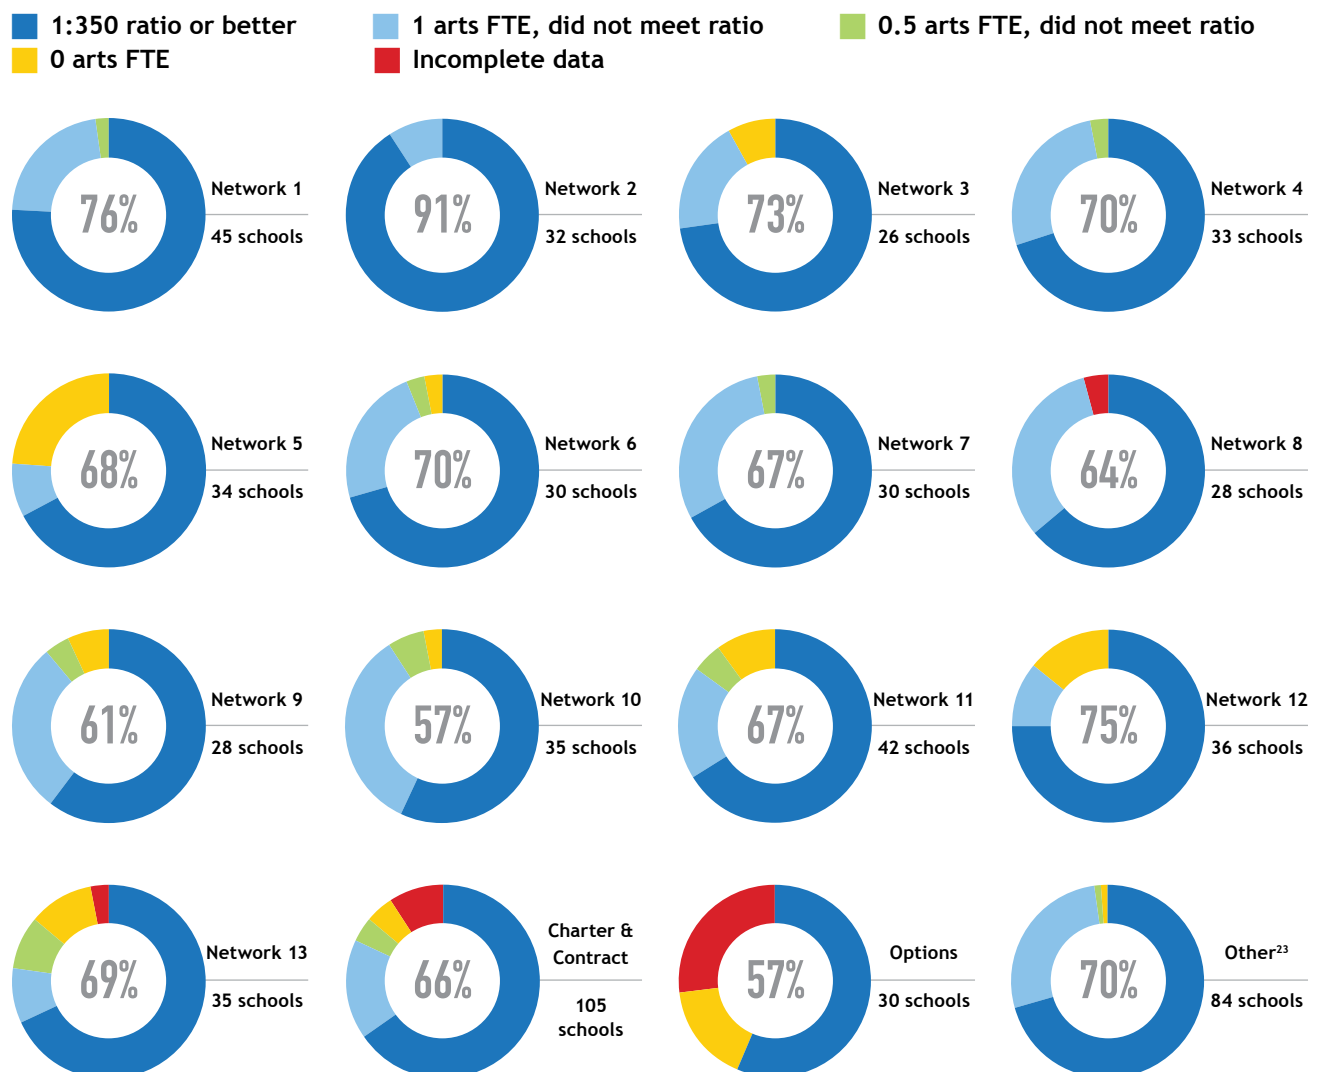 1:350 ratio or better
1 arts FTE, did not meet ratio
0.5 arts FTE, did not meet ratio
0 arts FTE
Incomplete data
76%
Network 1
45 schools
91%
Network 2
32 schools
73%
Network 3
26 schools
70%
Network 4
33 schools
68%
Network 5
34 schools
70%
Network 6
30 schools
67%
Network 7
30 schools
64%
Network 8
28 schools
61%
Network 9
28 schools
57%
Network 10
35 schools
67%
Network 11
42 schools
75%
Network 12
36 schools
69%
Network 13
35 schools
66%
Charter &
Contract
105
schools
57%
Options
30 schools
70%
Other²³
84 schools